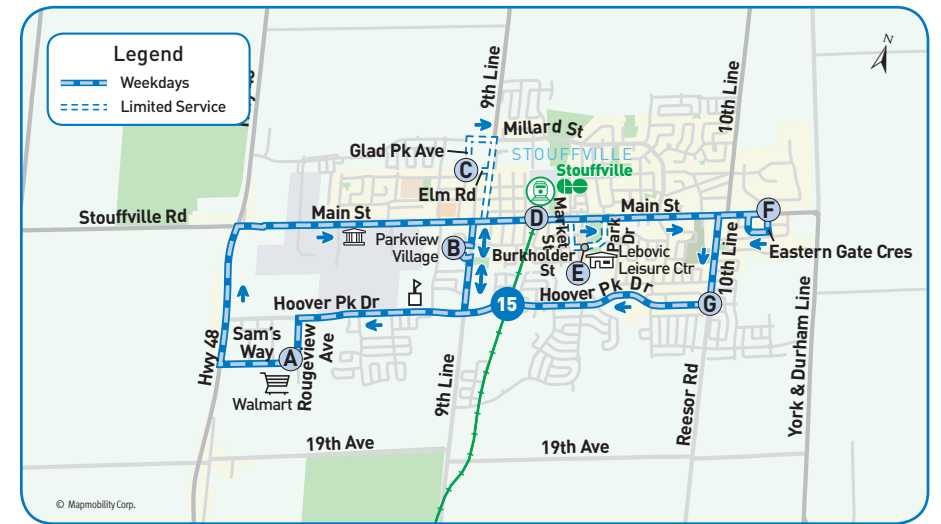 Legend
Weekdays
Limited Service
N
9th Line
10th Line
Millard St
Glad Pk Ave
STOUFFVILLE
Stouffville
C
Elm Rd
Stouffville Rd
Main St
D
Main St
F
Market St
Park Dr
Parkview
Village
B
Burkholder
St
E
Lebovic
Leisure Ctr
10th Line
Eastern Gate Cres
Hoover Pk Dr
15
Hoover Pk Dr
G
Hwy 48
Sam's
Way
A
Rougeview
Ave
Walmart
9th Line
Reesor Rd
York & Durham Line
19th Ave
19th Ave
© Mapmobility Corp.